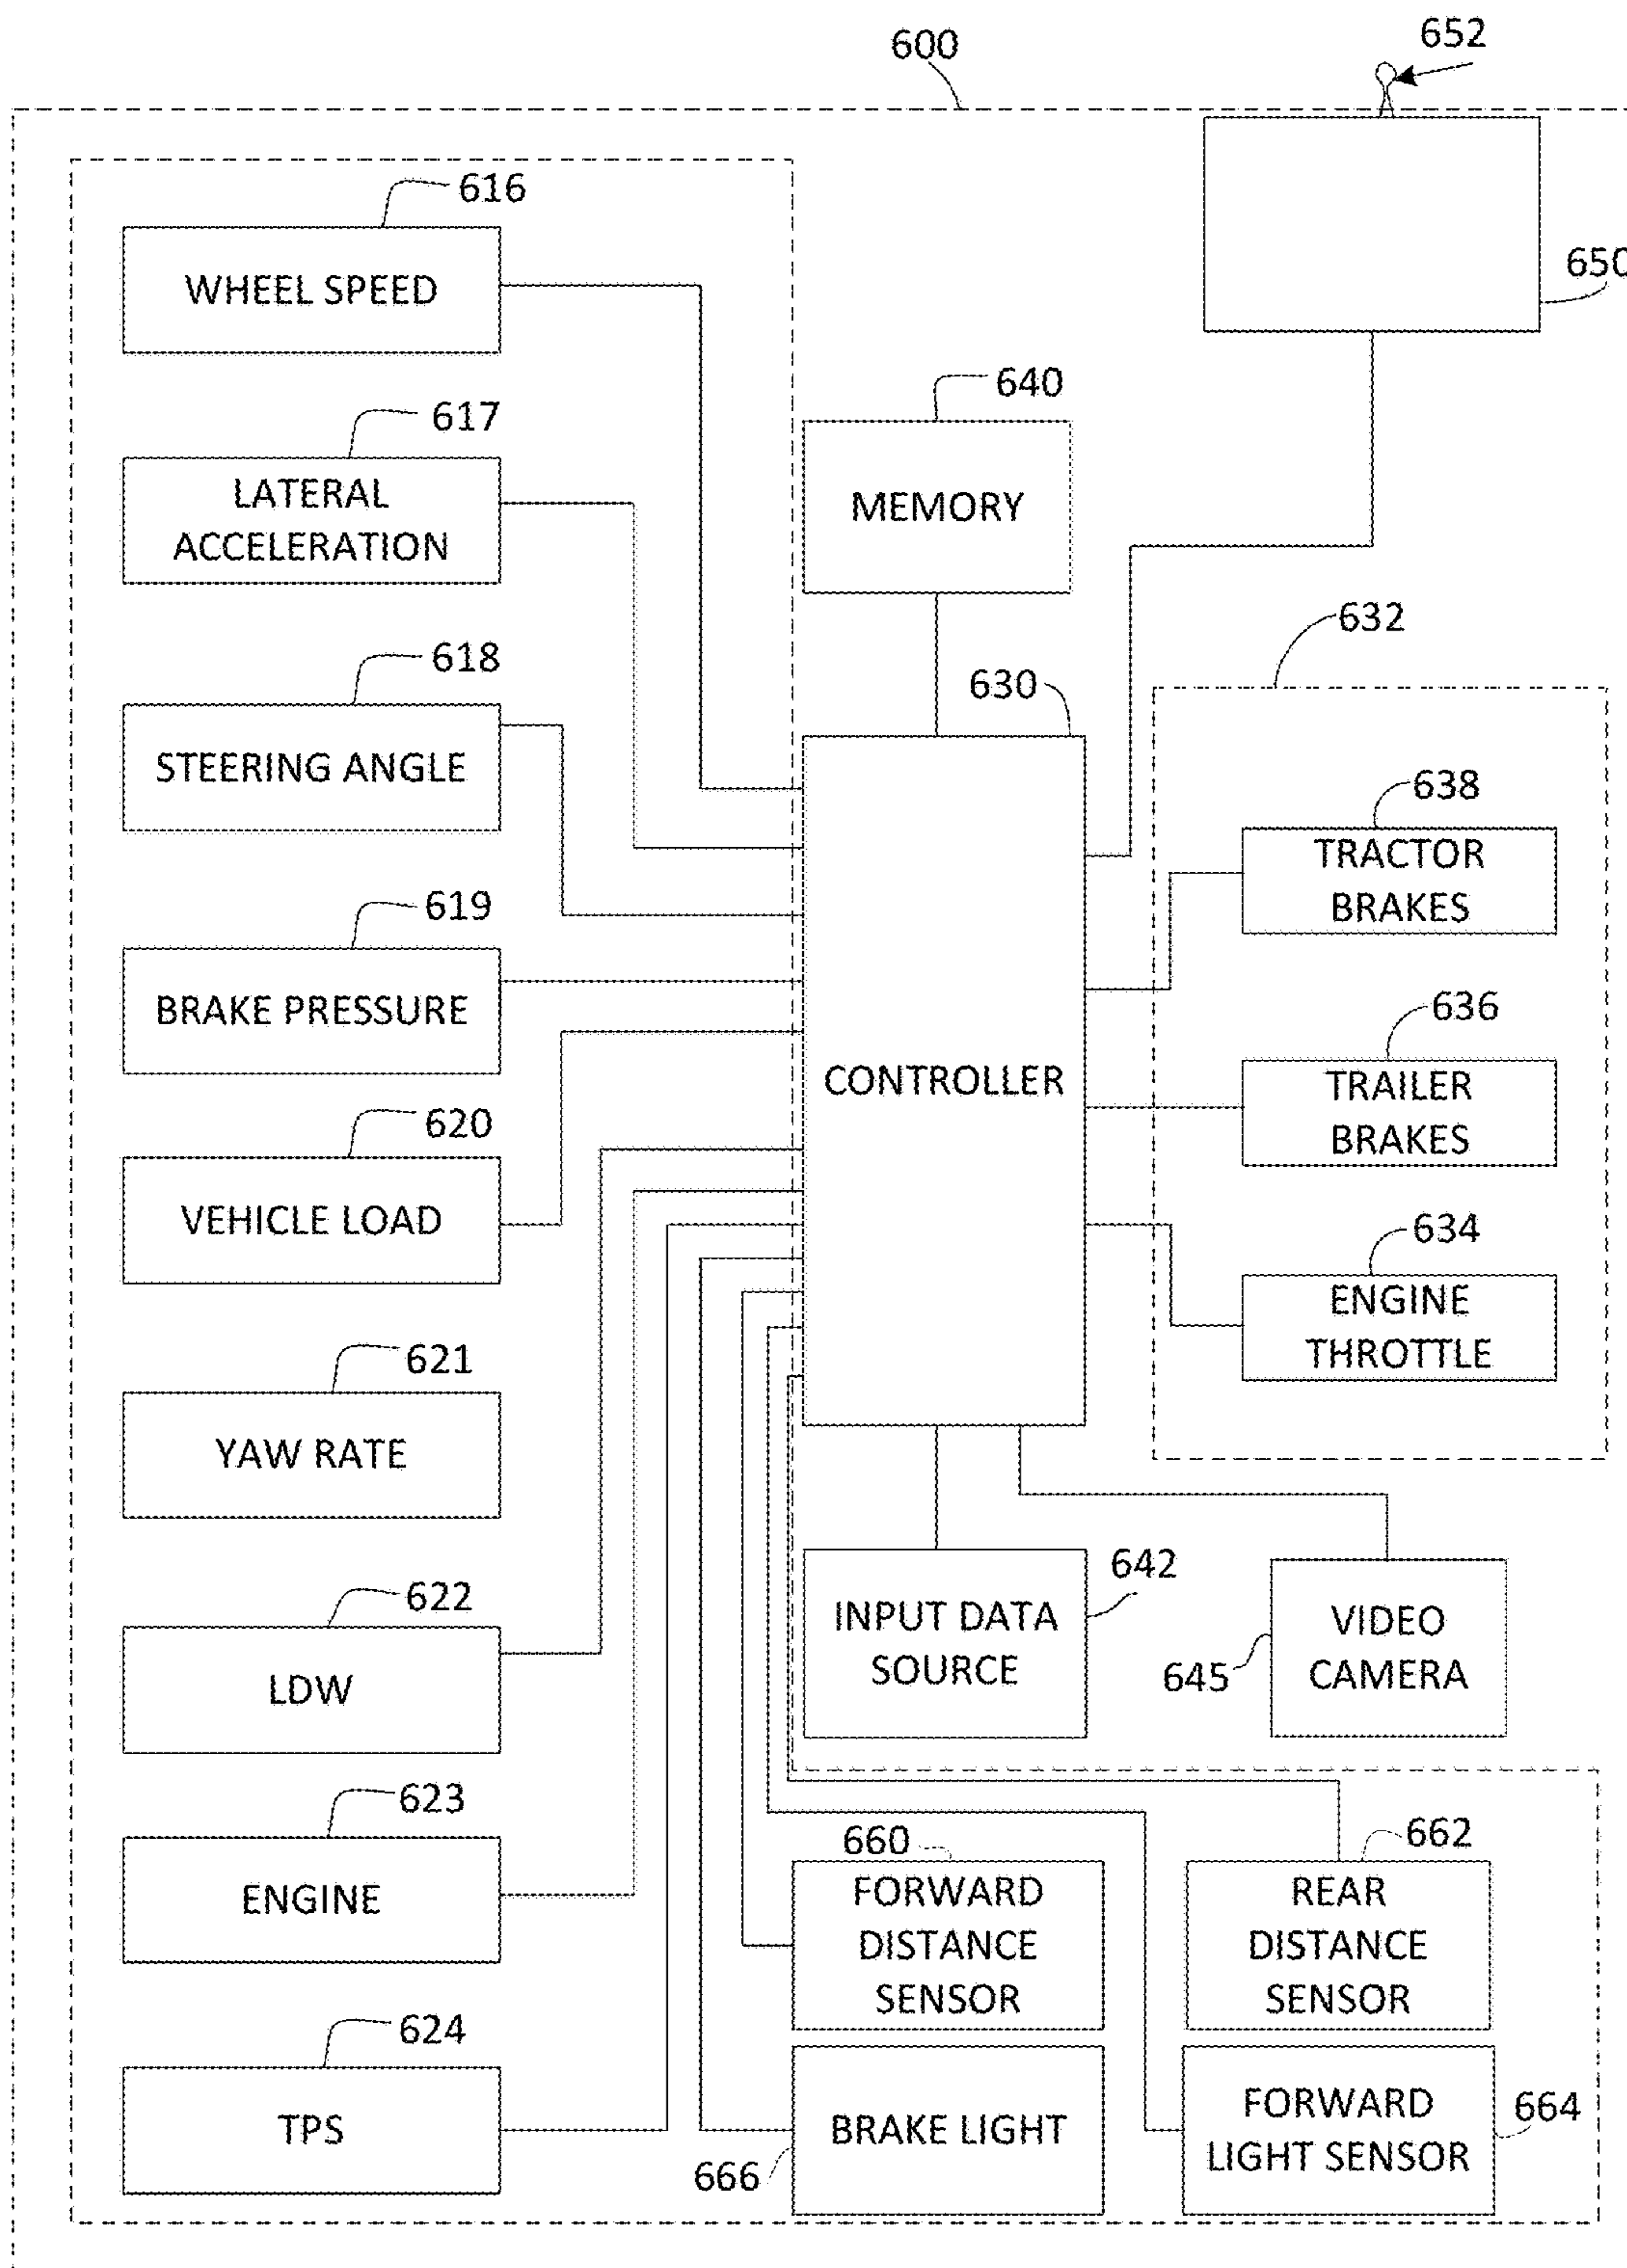 600
652
616
WHEEL SPEED
650
640
617
LATERAL
ACCELERATION
MEMORY
632
618
STEERING ANGLE
630
638
TRACTOR
BRAKES
619
BRAKE PRESSURE
636
TRAILER
BRAKES
CONTROLLER
620
VEHICLE LOAD
634
ENGINE
THROTTLE
621
YAW RATE
622
LDW
642
INPUT DATA
SOURCE
645
VIDEO
CAMERA
623
ENGINE
660
FORWARD
DISTANCE
SENSOR
662
REAR
DISTANCE
SENSOR
624
TPS
666
BRAKE LIGHT
FORWARD
LIGHT SENSOR
664